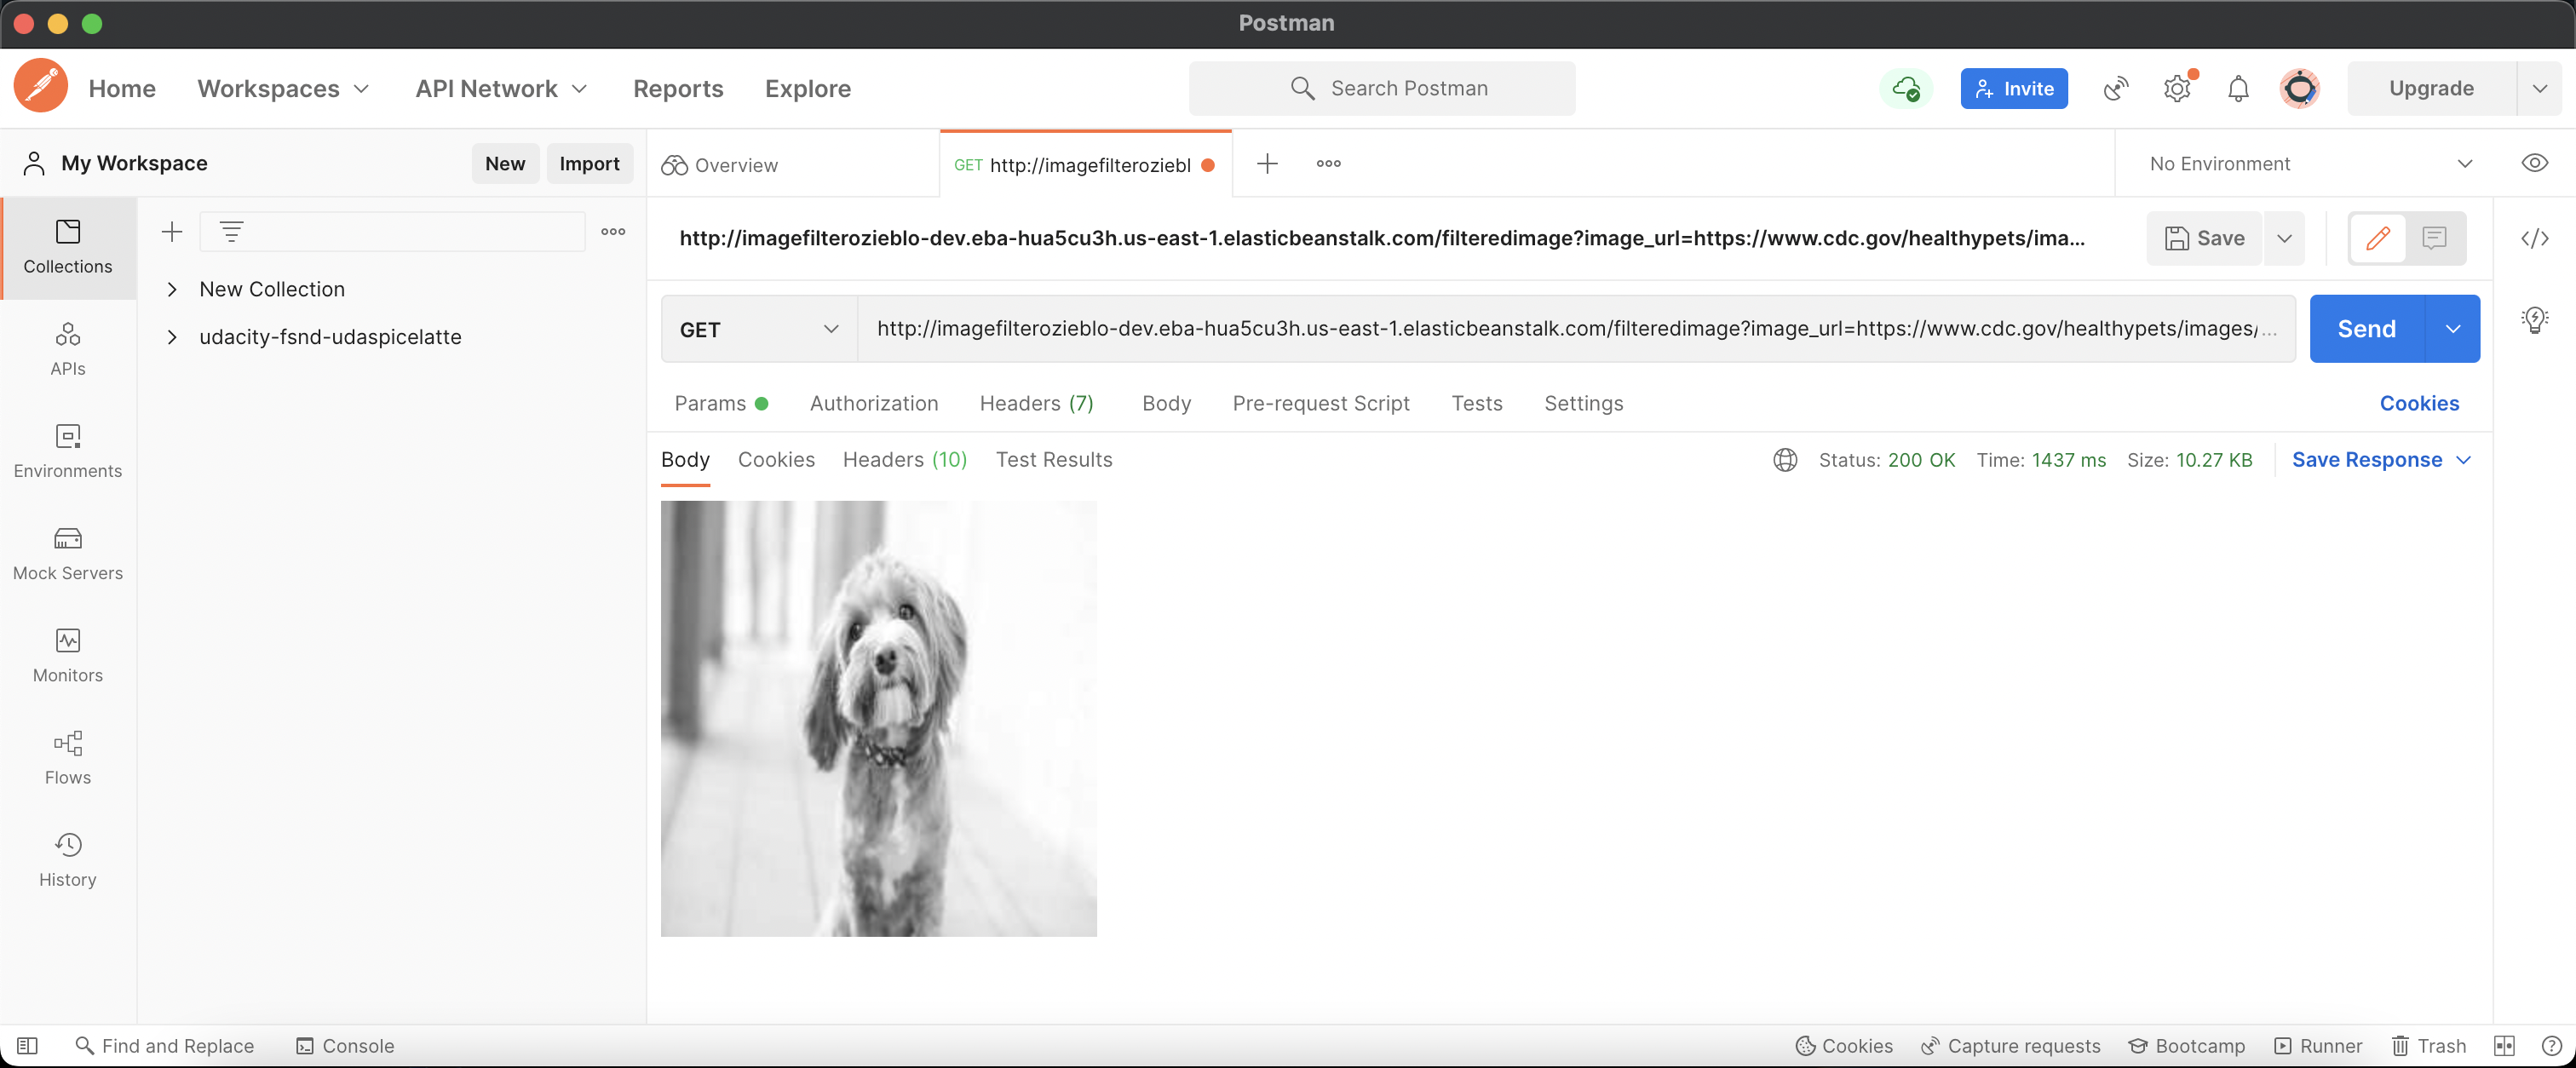 Postman
Home Workspaces API Network Reports Explore Search Postman Invite Upgrade
My Workspace New Import Overview GET http://imagefilteroziebl No Environment
http://imagefilterozieblo-dev.eba-hua5cu3h.us-east-1.elasticbeanstalk.com/filteredimage?image_url=https://www.cdc.gov/healthypets/ima... Save
Collections
New Collection
udacity-fsnd-udaspicelatte
APIs
Environments
Mock Servers
Monitors
Flows
History
GET http://imagefilterozieblo-dev.eba-hua5cu3h.us-east-1.elasticbeanstalk.com/filteredimage?image_url=https://www.cdc.gov/healthypets/images/... Send
Params Authorization Headers (7) Body Pre-request Script Tests Settings Cookies
Body Cookies Headers (10) Test Results Status: 200 OK Time: 1437 ms Size: 10.27 KB Save Response
Find and Replace Console Cookies Capture requests Bootcamp Runner Trash